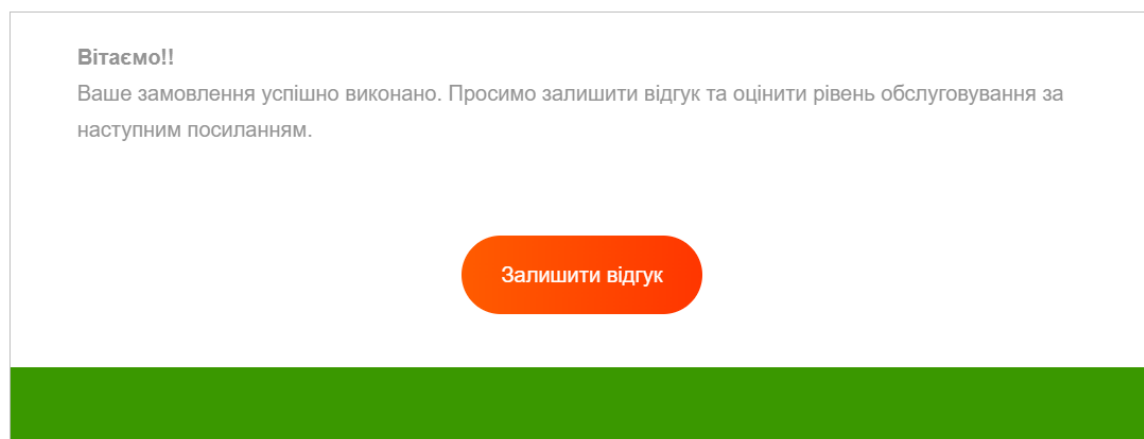 Вітаємо!!
Ваше замовлення успішно виконано. Просимо залишити відгук та оцінити рівень обслуговування за
наступним посиланням.
Залишити відгук